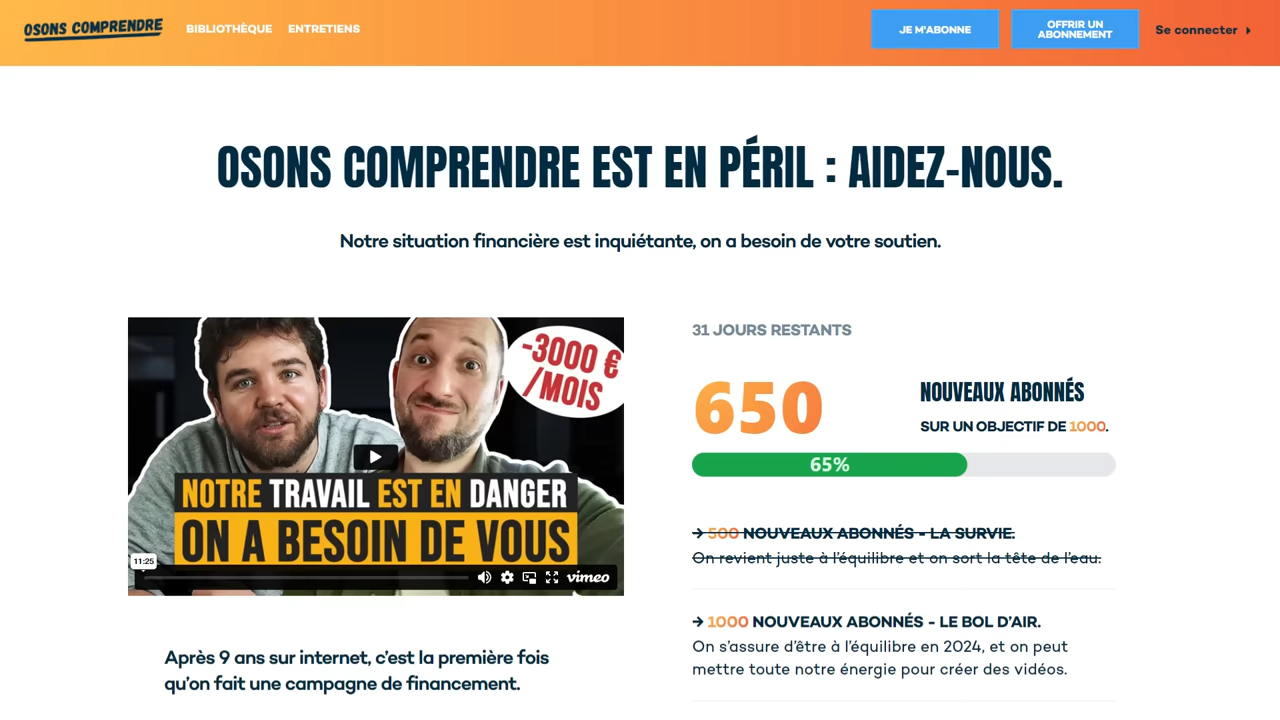 OSONS COMPRENDRE
BIBLIOTHÈQUE
ENTRETIENS
JE M'ABONNE
OFFRIR UN
ABONNEMENT
Se connecter
OSONS COMPRENDRE EST EN PÉRIL : AIDEZ-NOUS.
Notre situation financière est inquiétante, on a besoin de votre soutien.
-3000 €
/MOIS
NOTRE TRAVAIL EST EN DANGER
ON A BESOIN DE VOUS
11:25
vimeo
Après 9 ans sur internet, c'est la première fois
qu'on fait une campagne de financement.
31 JOURS RESTANTS
650
NOUVEAUX ABONNÉS
SUR UN OBJECTIF DE 1000.
65%
→ 500 NOUVEAUX ABONNÉS - LA SURVIE.
On revient juste à l'équilibre et on sort la tête de l'eau.
→ 1000 NOUVEAUX ABONNÉS - LE BOL D'AIR.
On s'assure d'être à l'équilibre en 2024, et on peut
mettre toute notre énergie pour créer des vidéos.